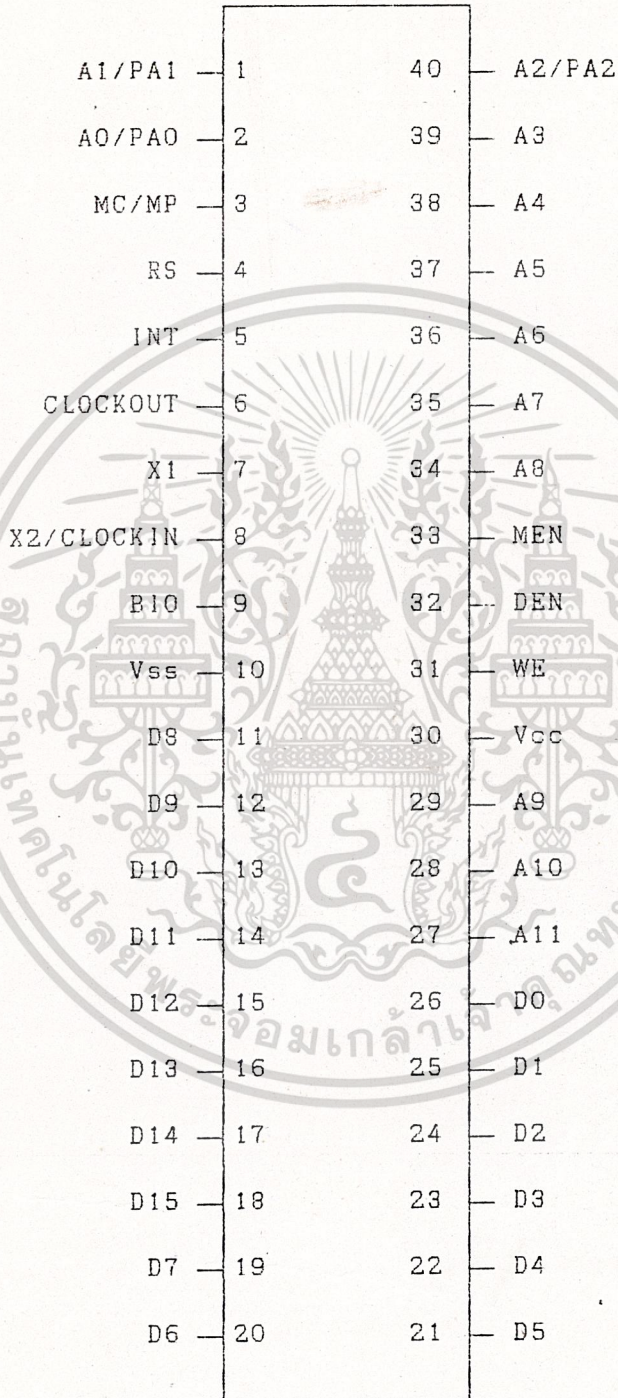 A1/PA1 1 40 A2/PA2
A0/PA0 2 39 A3
MC/MP 3 38 A4
RS 4 37 A5
INT 5 36 A6
CLOCKOUT 6 35 A7
X1 7 34 A8
X2/CLOCKIN 8 33 MEN
BIO 9 32 DEN
Vss 10 31 WE
D8 11 30 Vcc
D9 12 29 A9
D10 13 28 A10
D11 14 27 A11
D12 15 26 D0
D13 16 25 D1
D14 17 24 D2
D15 18 23 D3
D7 19 22 D4
D6 20 21 D5